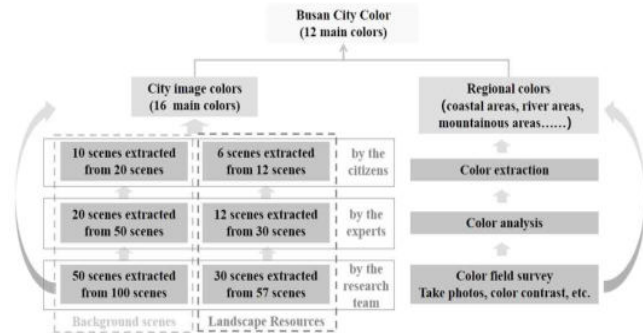 Busan City Color
(12 main colors)
City image colors
(16 main colors)
Regional colors
(coastal areas, river areas,
mountainous areas……)
10 scenes extracted
from 20 scenes
6 scenes extracted
from 12 scenes
by the
citizens
Color extraction
20 scenes extracted
from 50 scenes
12 scenes extracted
from 30 scenes
by the
experts
Color analysis
50 scenes extracted
from 100 scenes
30 scenes extracted
from 57 scenes
by the
research
team
Color field survey
Take photos, color contrast, etc.
Background scenes
Landscape Resources